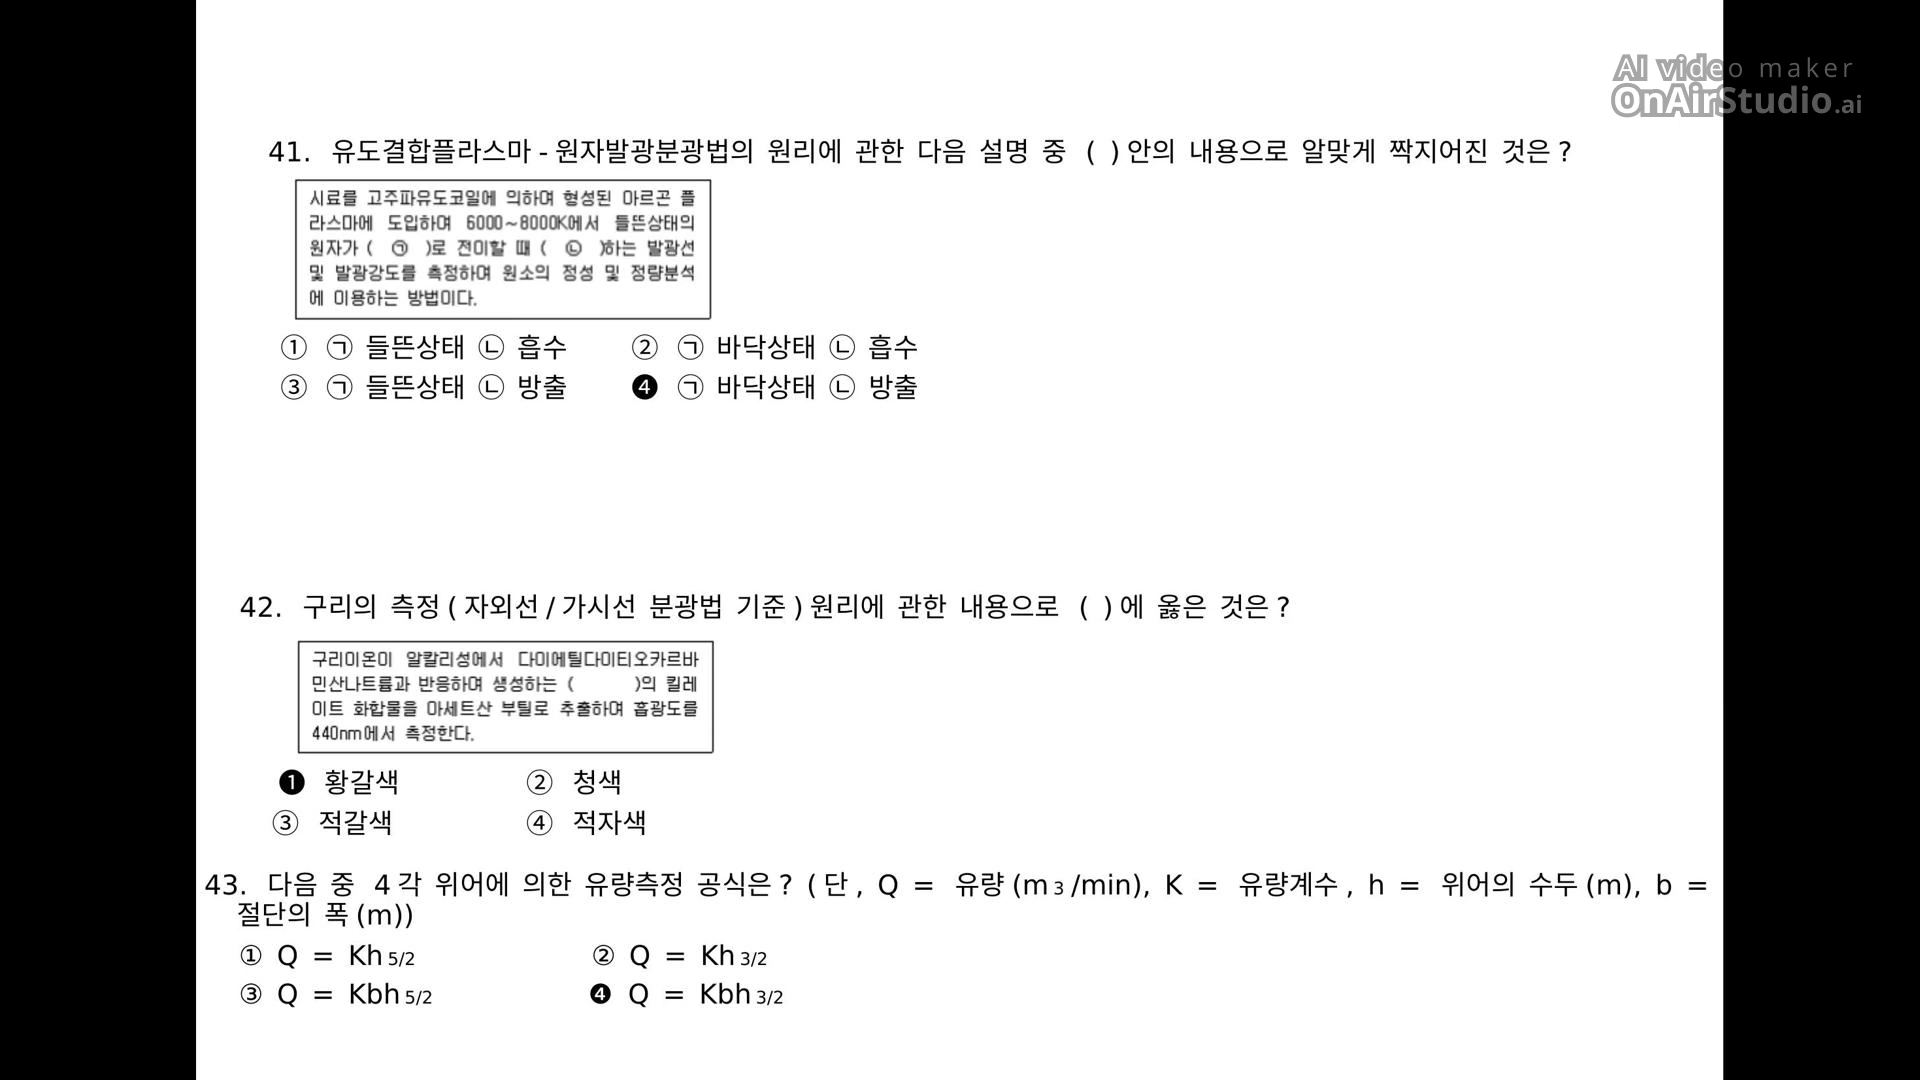 AI video maker
OnAirStudio.ai
41. 유도결합플라스마-원자발광분광법의 원리에 관한 다음 설명 중 ( )안의 내용으로 알맞게 짝지어진 것은?
시료를 고주파유도코일에 의하여 형성된 아르곤 플
라스마에 도입하여 6000~8000K에서 들뜬상태의
원자가 ( ㉠ )로 전이할 때 ( ㉡ )하는 발광선
및 발광강도를 측정하여 원소의 정성 및 정량분석
에 이용하는 방법이다.
① ㉠ 들뜬상태 ㉡ 흡수 ② ㉠ 바닥상태 ㉡ 흡수
③ ㉠ 들뜬상태 ㉡ 방출 ❹ ㉠ 바닥상태 ㉡ 방출
42. 구리의 측정(자외선/가시선 분광법 기준)원리에 관한 내용으로 ( )에 옳은 것은?
구리이온이 알칼리성에서 다이에틸다이티오카르바
민산나트륨과 반응하여 생성하는 ( )의 킬레
이트 화합물을 아세트산 부틸로 추출하여 흡광도를
440nm에서 측정한다.
❶ 황갈색 ② 청색
③ 적갈색 ④ 적자색
43. 다음 중 4각 위어에 의한 유량측정 공식은? (단, Q = 유량(m3/min), K = 유량계수, h = 위어의 수두(m), b =
절단의 폭(m))
① Q = Kh5/2 ② Q = Kh3/2
③ Q = Kbh5/2 ❹ Q = Kbh3/2